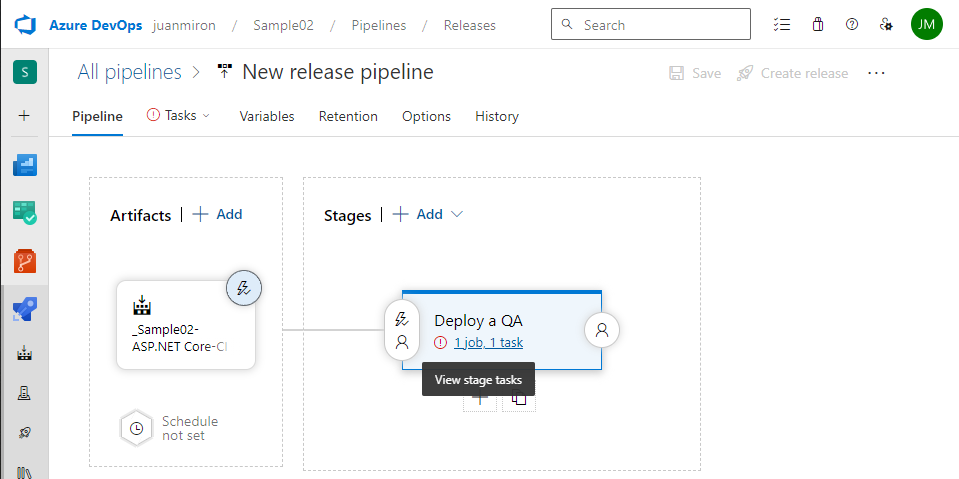 Azure DevOps juanmiron / Sample02 / Pipelines / Releases Search JM
S All pipelines > New release pipeline Save Create release ...
Pipeline Tasks Variables Retention Options History
Artifacts | + Add
Stages | + Add
_Sample02-
ASP.NET Core-CI
Deploy a QA
1 job, 1 task
View stage tasks
Schedule
not set